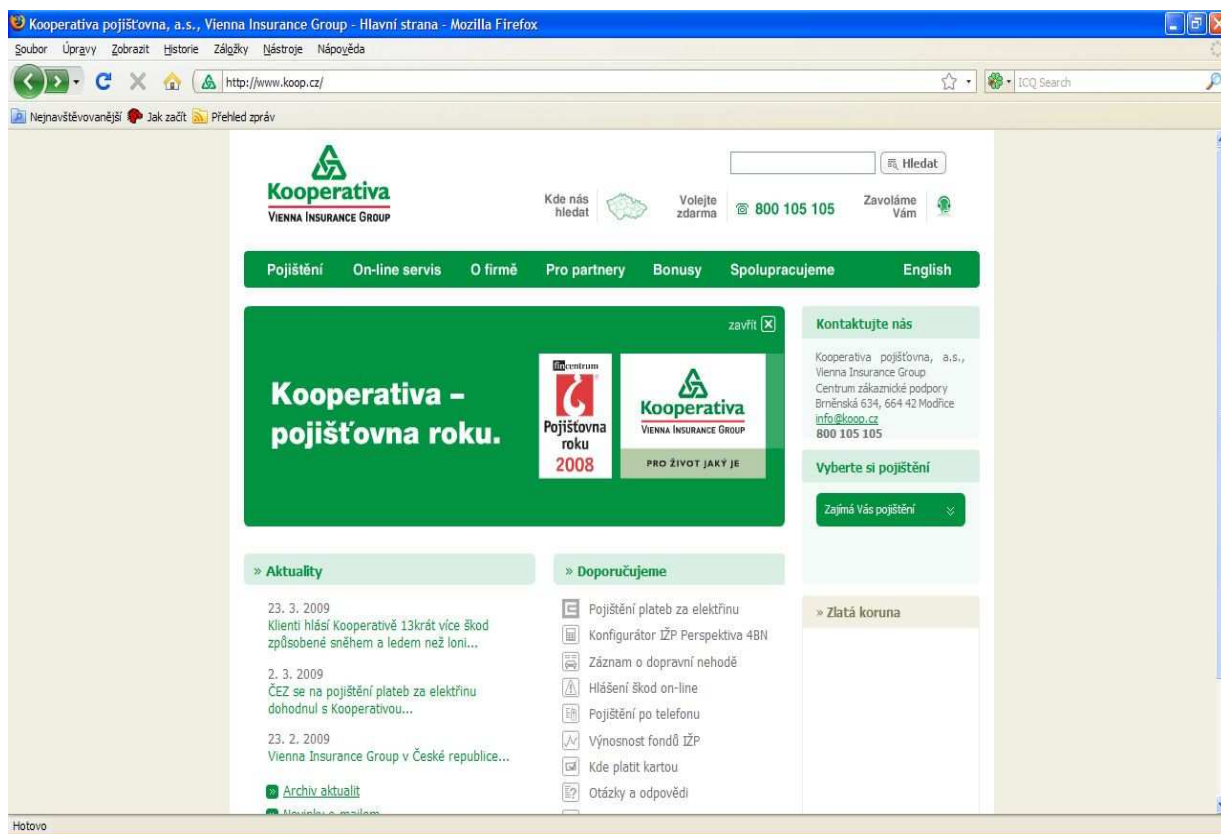 Kooperativa pojišťovna, a.s., Vienna Insurance Group - Hlavní strana - Mozilla Firefox
Soubor Úpravy Zobrazit Historie Záložky Nástroje Nápověda
http://www.koop.cz/
ICQ Search
Nejnavštěvovanější Jak začít Přehled zpráv
Kooperativa
VIENNA INSURANCE GROUP
Hledat
Kde nás
hledat
Volejte
zdarma
800 105 105
Zavoláme
Vám
Pojištění On-line servis O firmě Pro partnery Bonusy Spolupracujeme English
zavřít
Kooperativa –
pojišťovna roku.
fincentrum
Pojišťovna
roku
2008
Kooperativa
VIENNA INSURANCE GROUP
PRO ŽIVOT JAKÝ JE
Kontaktujte nás
Kooperativa pojišťovna, a.s.,
Vienna Insurance Group
Centrum zákaznické podpory
Brněnská 634, 664 42 Modřice
info@koop.cz
800 105 105
Vyberte si pojištění
Zajímá Vás pojištění
» Aktuality
23. 3. 2009
Klienti hlásí Kooperativě 13krát více škod
způsobené sněhem a ledem než loni...
2. 3. 2009
ČEZ se na pojištění plateb za elektřinu
dohodnul s Kooperativou...
23. 2. 2009
Vienna Insurance Group v České republice...
Archiv aktualit
Novinky e-mailem
» Doporučujeme
Pojištění plateb za elektřinu
Konfigurátor IŽP Perspektiva 4BN
Záznam o dopravní nehodě
Hlášení škod on-line
Pojištění po telefonu
Výnosnost fondů IŽP
Kde platit kartou
Otázky a odpovědi
» Zlatá koruna
Hotovo